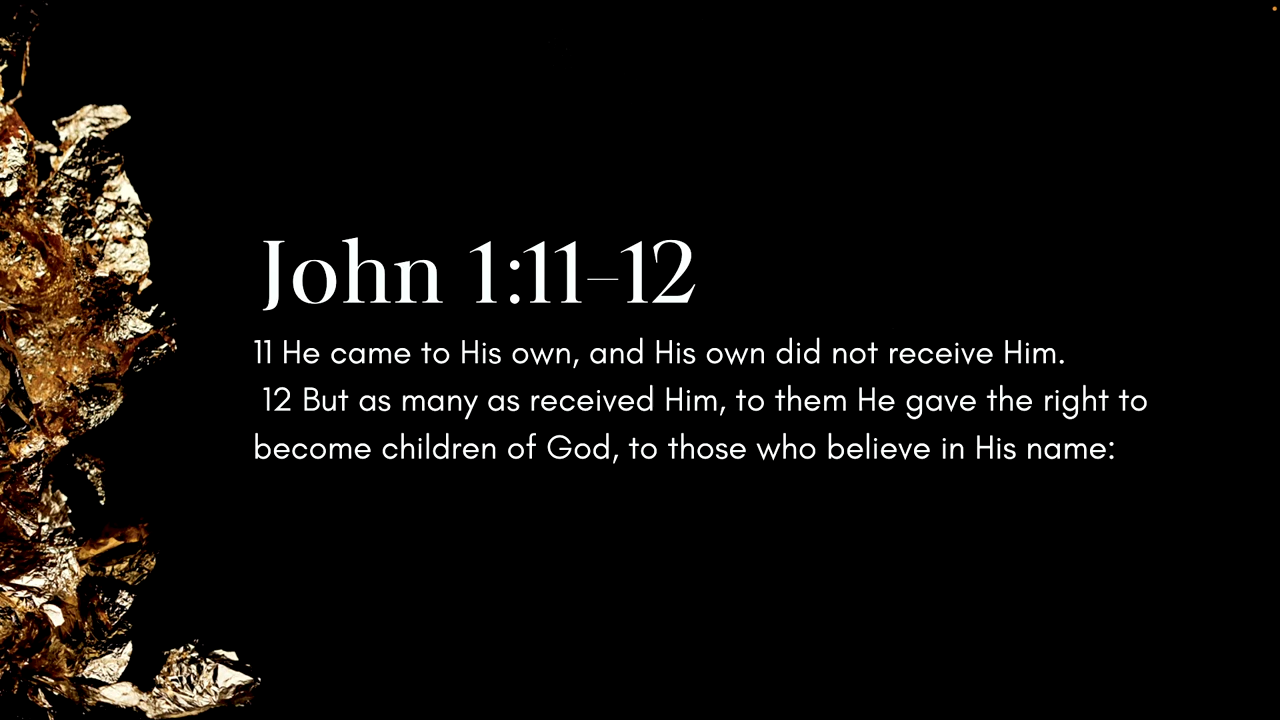 John 1:11–12
11 He came to His own, and His own did not receive Him.
12 But as many as received Him, to them He gave the right to
become children of God, to those who believe in His name: